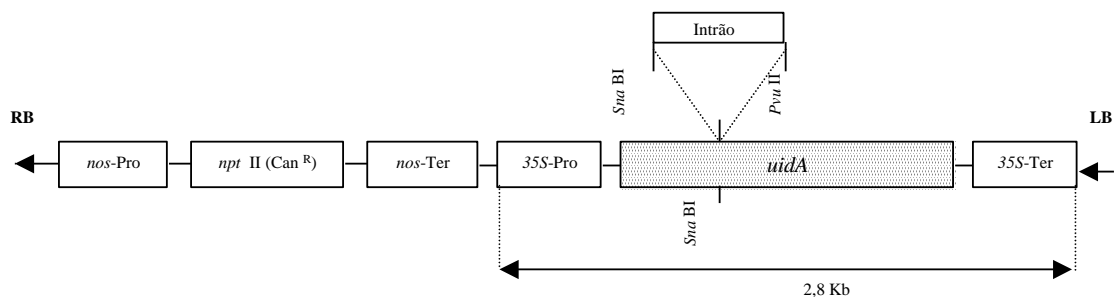 Intrão
Sna BI
Pvu II
RB
LB
nos-Pro
npt II (Can R)
nos-Ter
35S-Pro
uidA
35S-Ter
Sna BI
2,8 Kb